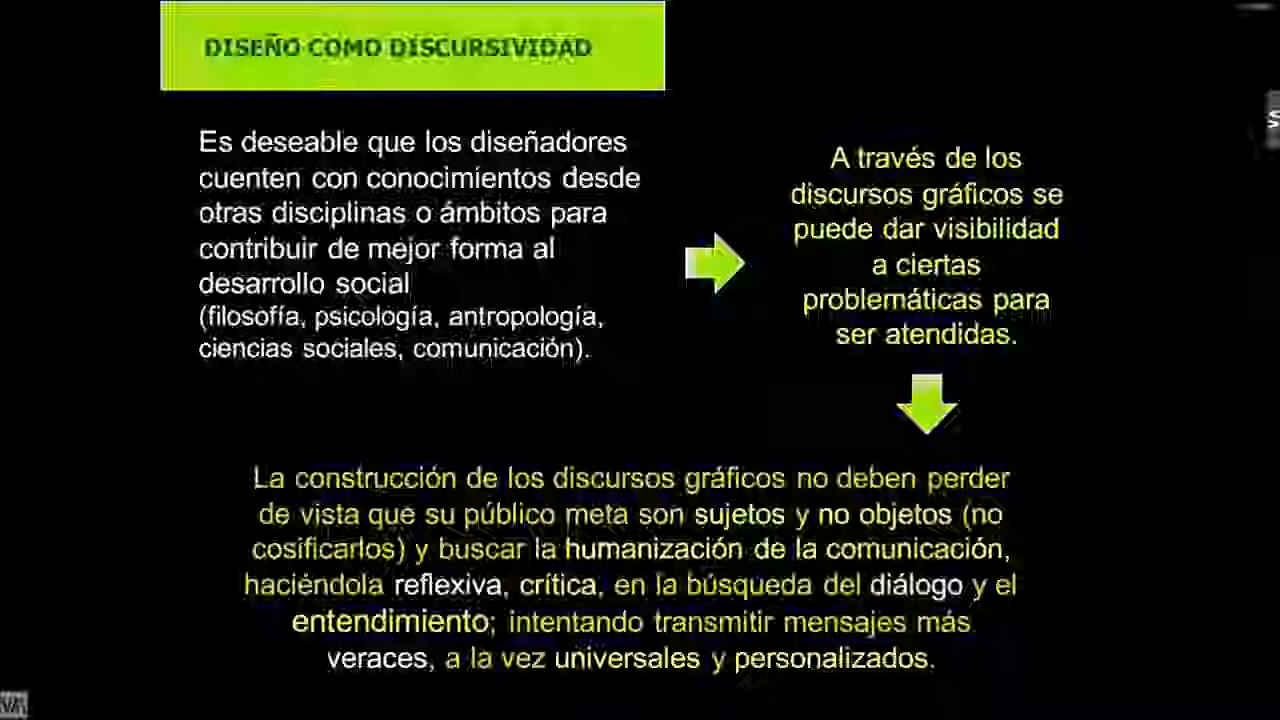 DISEÑO COMO DISCURSIVIDAD
Es deseable que los diseñadores
cuenten con conocimientos desde
otras disciplinas o ámbitos para
contribuir de mejor forma al
desarrollo social
(filosofía, psicología, antropología,
ciencias sociales, comunicación).
A través de los
discursos gráficos se
puede dar visibilidad
a ciertas
problemáticas para
ser atendidas.
La construcción de los discursos gráficos no deben perder
de vista que su público meta son sujetos y no objetos (no
cosificarlos) y buscar la humanización de la comunicación,
haciéndola reflexiva, crítica, en la búsqueda del diálogo y el
entendimiento; intentando transmitir mensajes más
veraces, a la vez universales y personalizados.